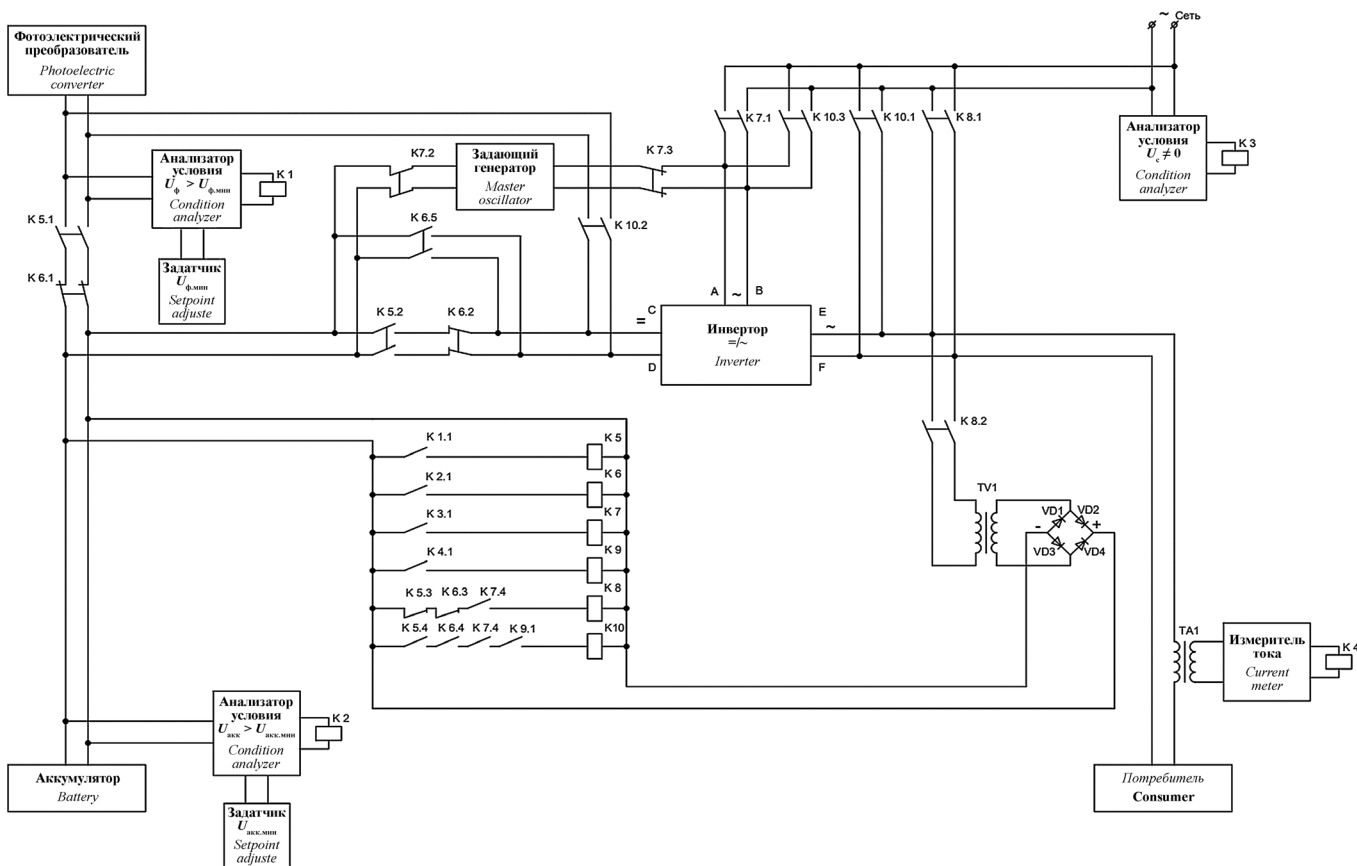 ~ Сеть
Фотоэлектрический
преобразователь
Photoelectric
converter
K 7.1
K 10.3
K 10.1
K 8.1
Анализатор
условия
Uс ≠ 0
Condition
analyzer
K 3
K7.2
Задающий
генератор
Master
oscillator
K 7.3
Анализатор
условия
Uф > Uф.мин
Condition
analyzer
K 1
K 5.1
K 6.5
K 10.2
K 6.1
Задатчик
Uф.мин
Setpoint
adjuste
A ~ B
K 5.2
K 6.2
= C
E
~
D
F
Инвертор
=/~
Inverter
K 8.2
K 1.1
K 5
K 2.1
K 6
K 3.1
K 7
K 4.1
K 9
K 5.3
K 6.3
K 7.4
K 8
K 5.4
K 6.4
K 7.4
K 9.1
K10
TV1
VD1
VD2
-
+
VD3
VD4
TA1
Измеритель
тока
Current
meter
K 4
Анализатор
условия
Uакк > Uакк.мин
Condition
analyzer
K 2
Аккумулятор
Battery
Задатчик
Uакк.мин
Setpoint
adjuste
Потребитель
Consumer